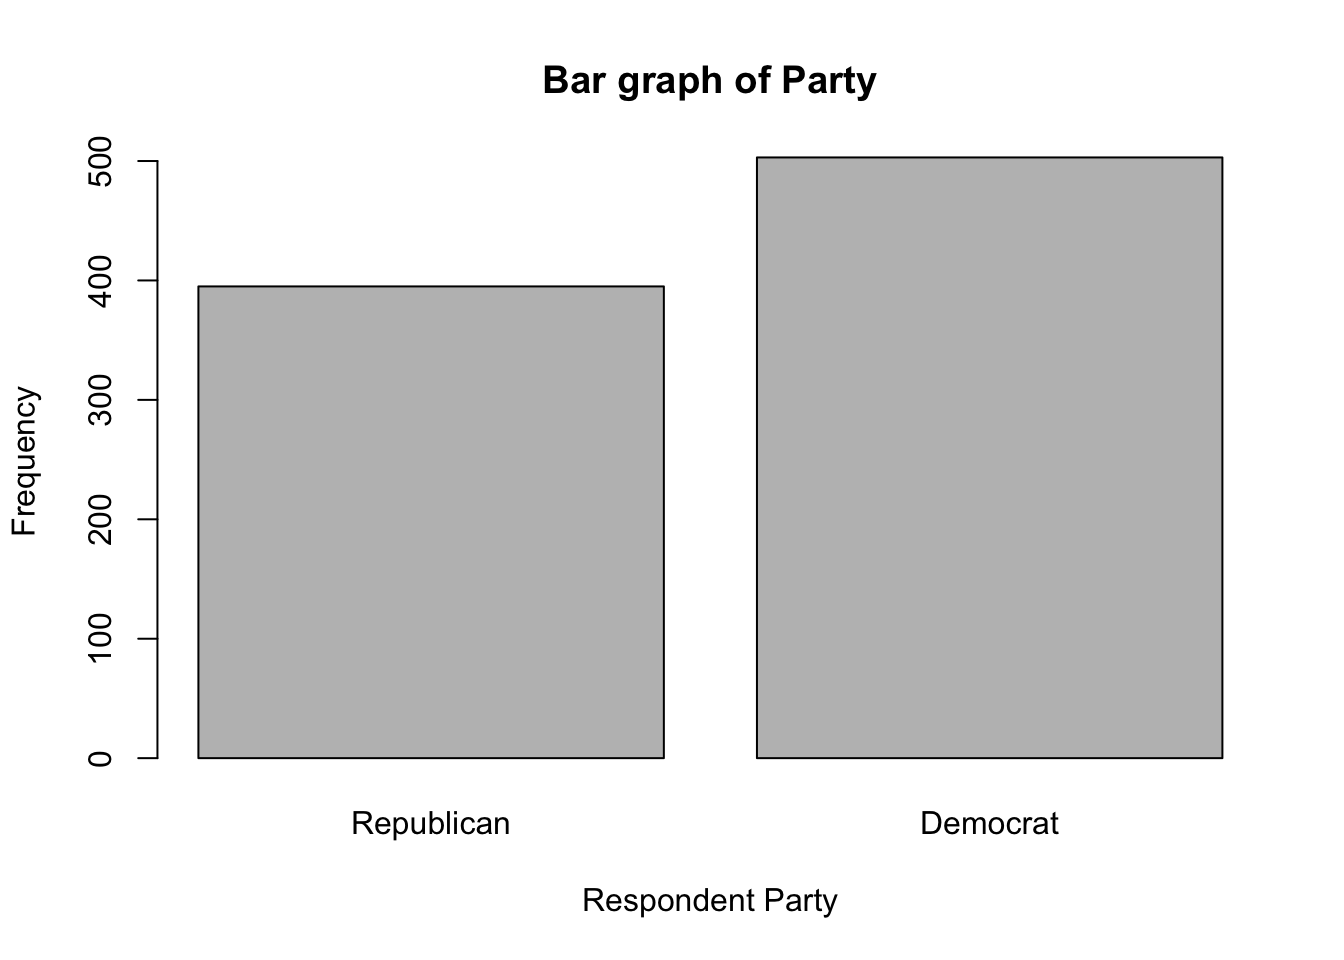 Bar graph of Party
Frequency
500
400
300
200
100
0
Republican
Democrat
Respondent Party